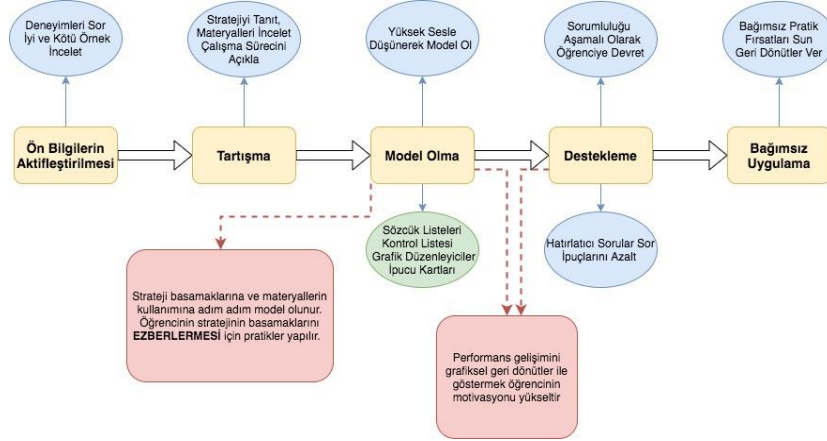 Deneyimleri Sor
İyi ve Kötü Örnek
İncelet
Stratejiyi Tanıt,
Materyalleri İncelet
Çalışma Sürecini
Açıkla
Yüksek Sesle
Düşünerek Model Ol
Sorumluluğu
Aşamalı Olarak
Öğrenciye Devret
Bağımsız Pratik
Fırsatları Sun
Geri Dönütler Ver
Ön Bilgilerin
Aktifleştirilmesi
Tartışma
Model Olma
Destekleme
Bağımsız
Uygulama
Sözcük Listeleri
Kontrol Listesi
Grafik Düzenleyiciler
İpucu Kartları
Hatırlatıcı Sorular Sor
İpuçlarını Azalt
Strateji basamaklarına ve materyallerin
kullanımına adım adım model olunur.
Öğrencinin stratejinin basamaklarını
EZBERLERMESİ için pratikler yapılır.
Performans gelişimini
grafiksel geri dönütler ile
göstermek öğrencinin
motivasyonu yükseltir